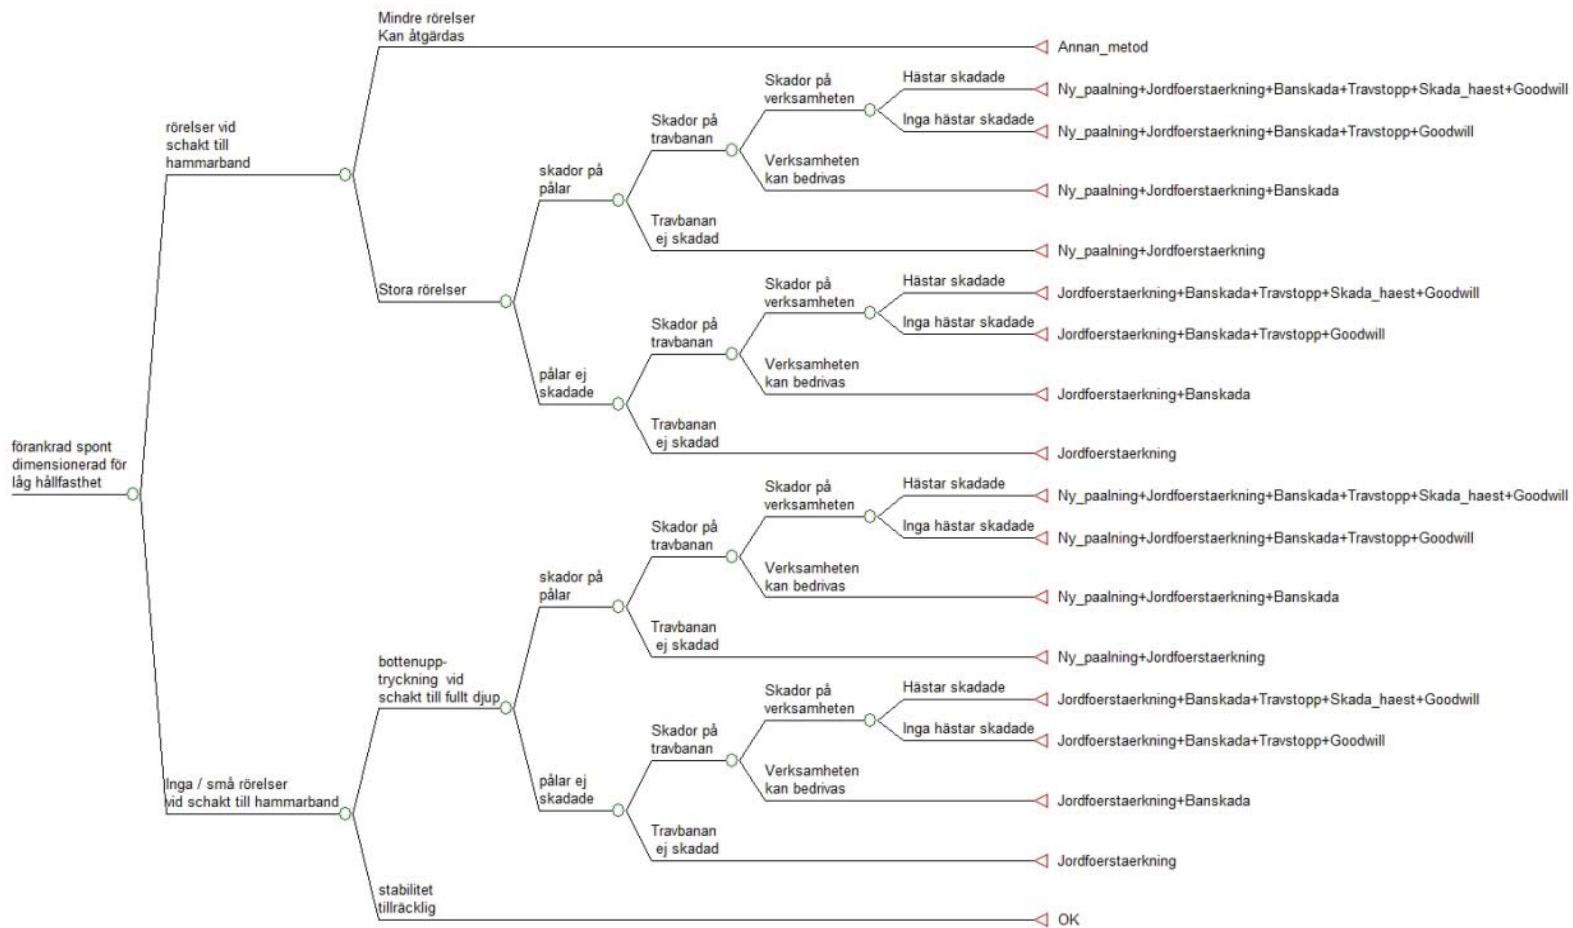 Mindre rörelser
Kan åtgärdas
Annan_metod
Hästar skadade
Skador på
verksamheten
Ny_paalning+Jordfoerstaerkning+Banskada+Travstopp+Skada_haest+Goodwill
Inga hästar skadade
Ny_paalning+Jordfoerstaerkning+Banskada+Travstopp+Goodwill
rörelser vid
schakt till
hammarband
Skador på
travbanan
Verksamheten
kan bedrivas
Ny_paalning+Jordfoerstaerkning+Banskada
skador på
pålar
Travbanan
ej skadad
Ny_paalning+Jordfoerstaerkning
Stora rörelser
Skador på
verksamheten
Hästar skadade
Jordfoerstaerkning+Banskada+Travstopp+Skada_haest+Goodwill
Inga hästar skadade
Jordfoerstaerkning+Banskada+Travstopp+Goodwill
Skador på
travbanan
Verksamheten
kan bedrivas
Jordfoerstaerkning+Banskada
pålar ej
skadade
Travbanan
ej skadad
Jordfoerstaerkning
förankrad spont
dimensionerad för
låg hållfasthet
Skador på
verksamheten
Hästar skadade
Ny_paalning+Jordfoerstaerkning+Banskada+Travstopp+Skada_haest+Goodwill
Inga hästar skadade
Ny_paalning+Jordfoerstaerkning+Banskada+Travstopp+Goodwill
Skador på
travbanan
Verksamheten
kan bedrivas
Ny_paalning+Jordfoerstaerkning+Banskada
skador på
pålar
Travbanan
ej skadad
Ny_paalning+Jordfoerstaerkning
bottenupp-
tryckning vid
schakt till fullt djup
Skador på
verksamheten
Hästar skadade
Jordfoerstaerkning+Banskada+Travstopp+Skada_haest+Goodwill
Inga hästar skadade
Jordfoerstaerkning+Banskada+Travstopp+Goodwill
Skador på
travbanan
Verksamheten
kan bedrivas
Jordfoerstaerkning+Banskada
pålar ej
skadade
Inga / små rörelser
vid schakt till hammarband
Travbanan
ej skadad
Jordfoerstaerkning
stabilitet
tillräcklig
OK